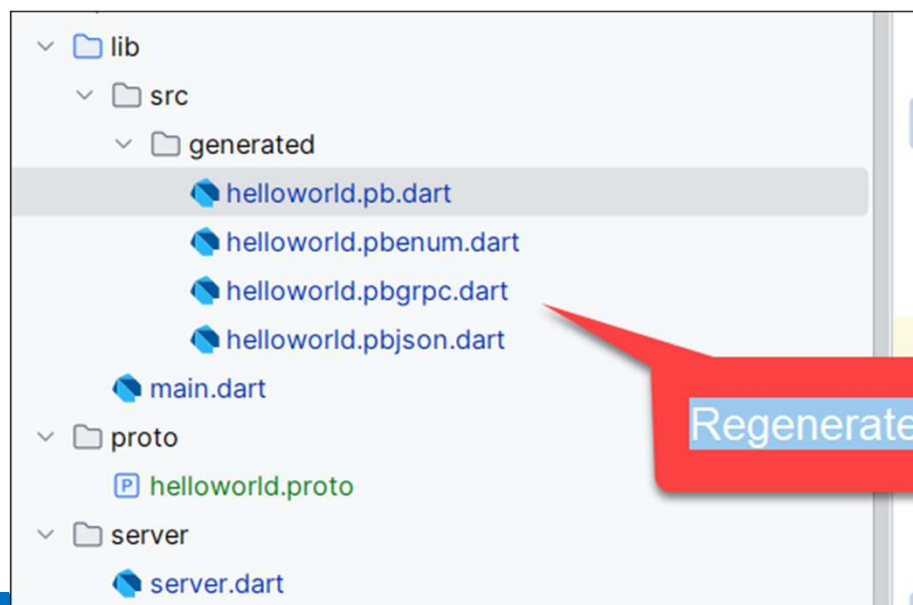 lib
src
generated
helloworld.pb.dart
helloworld.pbenum.dart
helloworld.pbgrpc.dart
helloworld.pbjson.dart
main.dart
Regenerate
proto
P helloworld.proto
server
server.dart